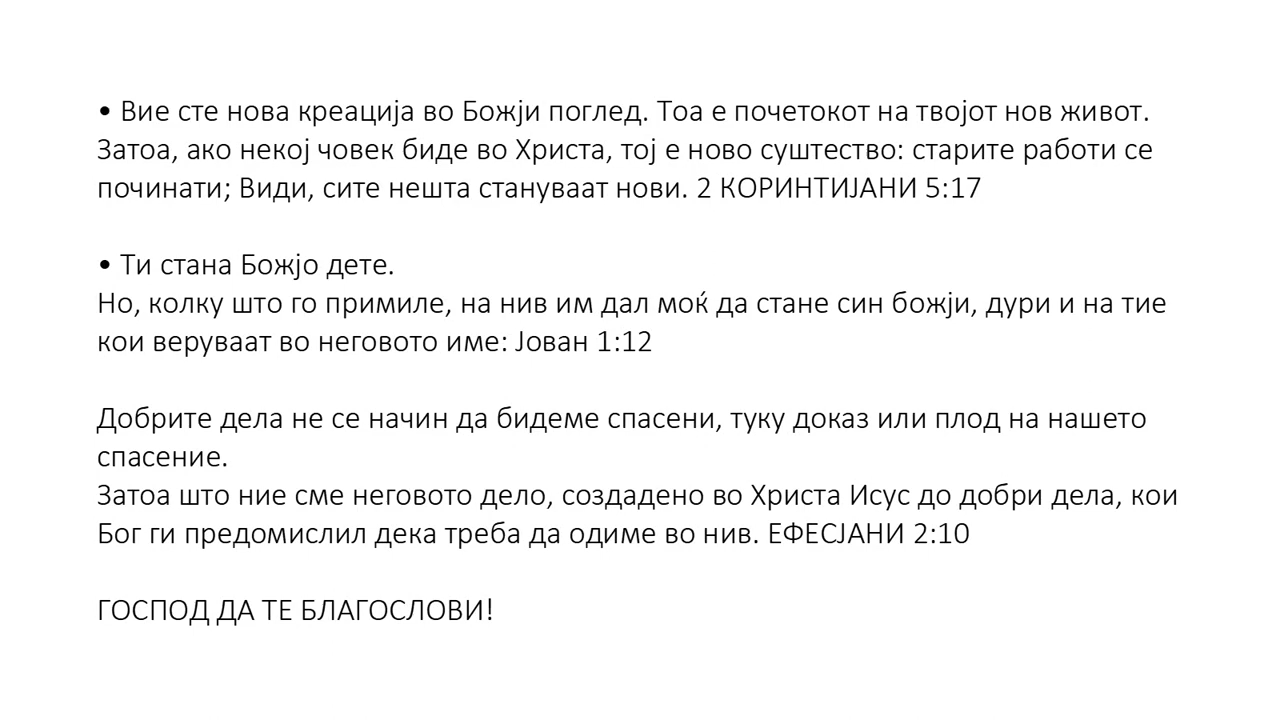 • Вие сте нова креација во Божји поглед. Тоа е почетокот на твојот нов живот.
Затоа, ако некој човек биде во Христа, тој е ново суштество: старите работи се
починати; Види, сите нешта стануваат нови. 2 КОРИНТИЈАНИ 5:17
• Ти стана Божјо дете.
Но, колку што го примиле, на нив им дал моќ да стане син божји, дури и на тие
кои веруваат во неговото име: Јован 1:12
Добрите дела не се начин да бидеме спасени, туку доказ или плод на нашето
спасение.
Затоа што ние сме неговото дело, создадено во Христа Исус до добри дела, кои
Бог ги предомислил дека треба да одиме во нив. ЕФЕСЈАНИ 2:10
ГОСПОД ДА ТЕ БЛАГОСЛОВИ!